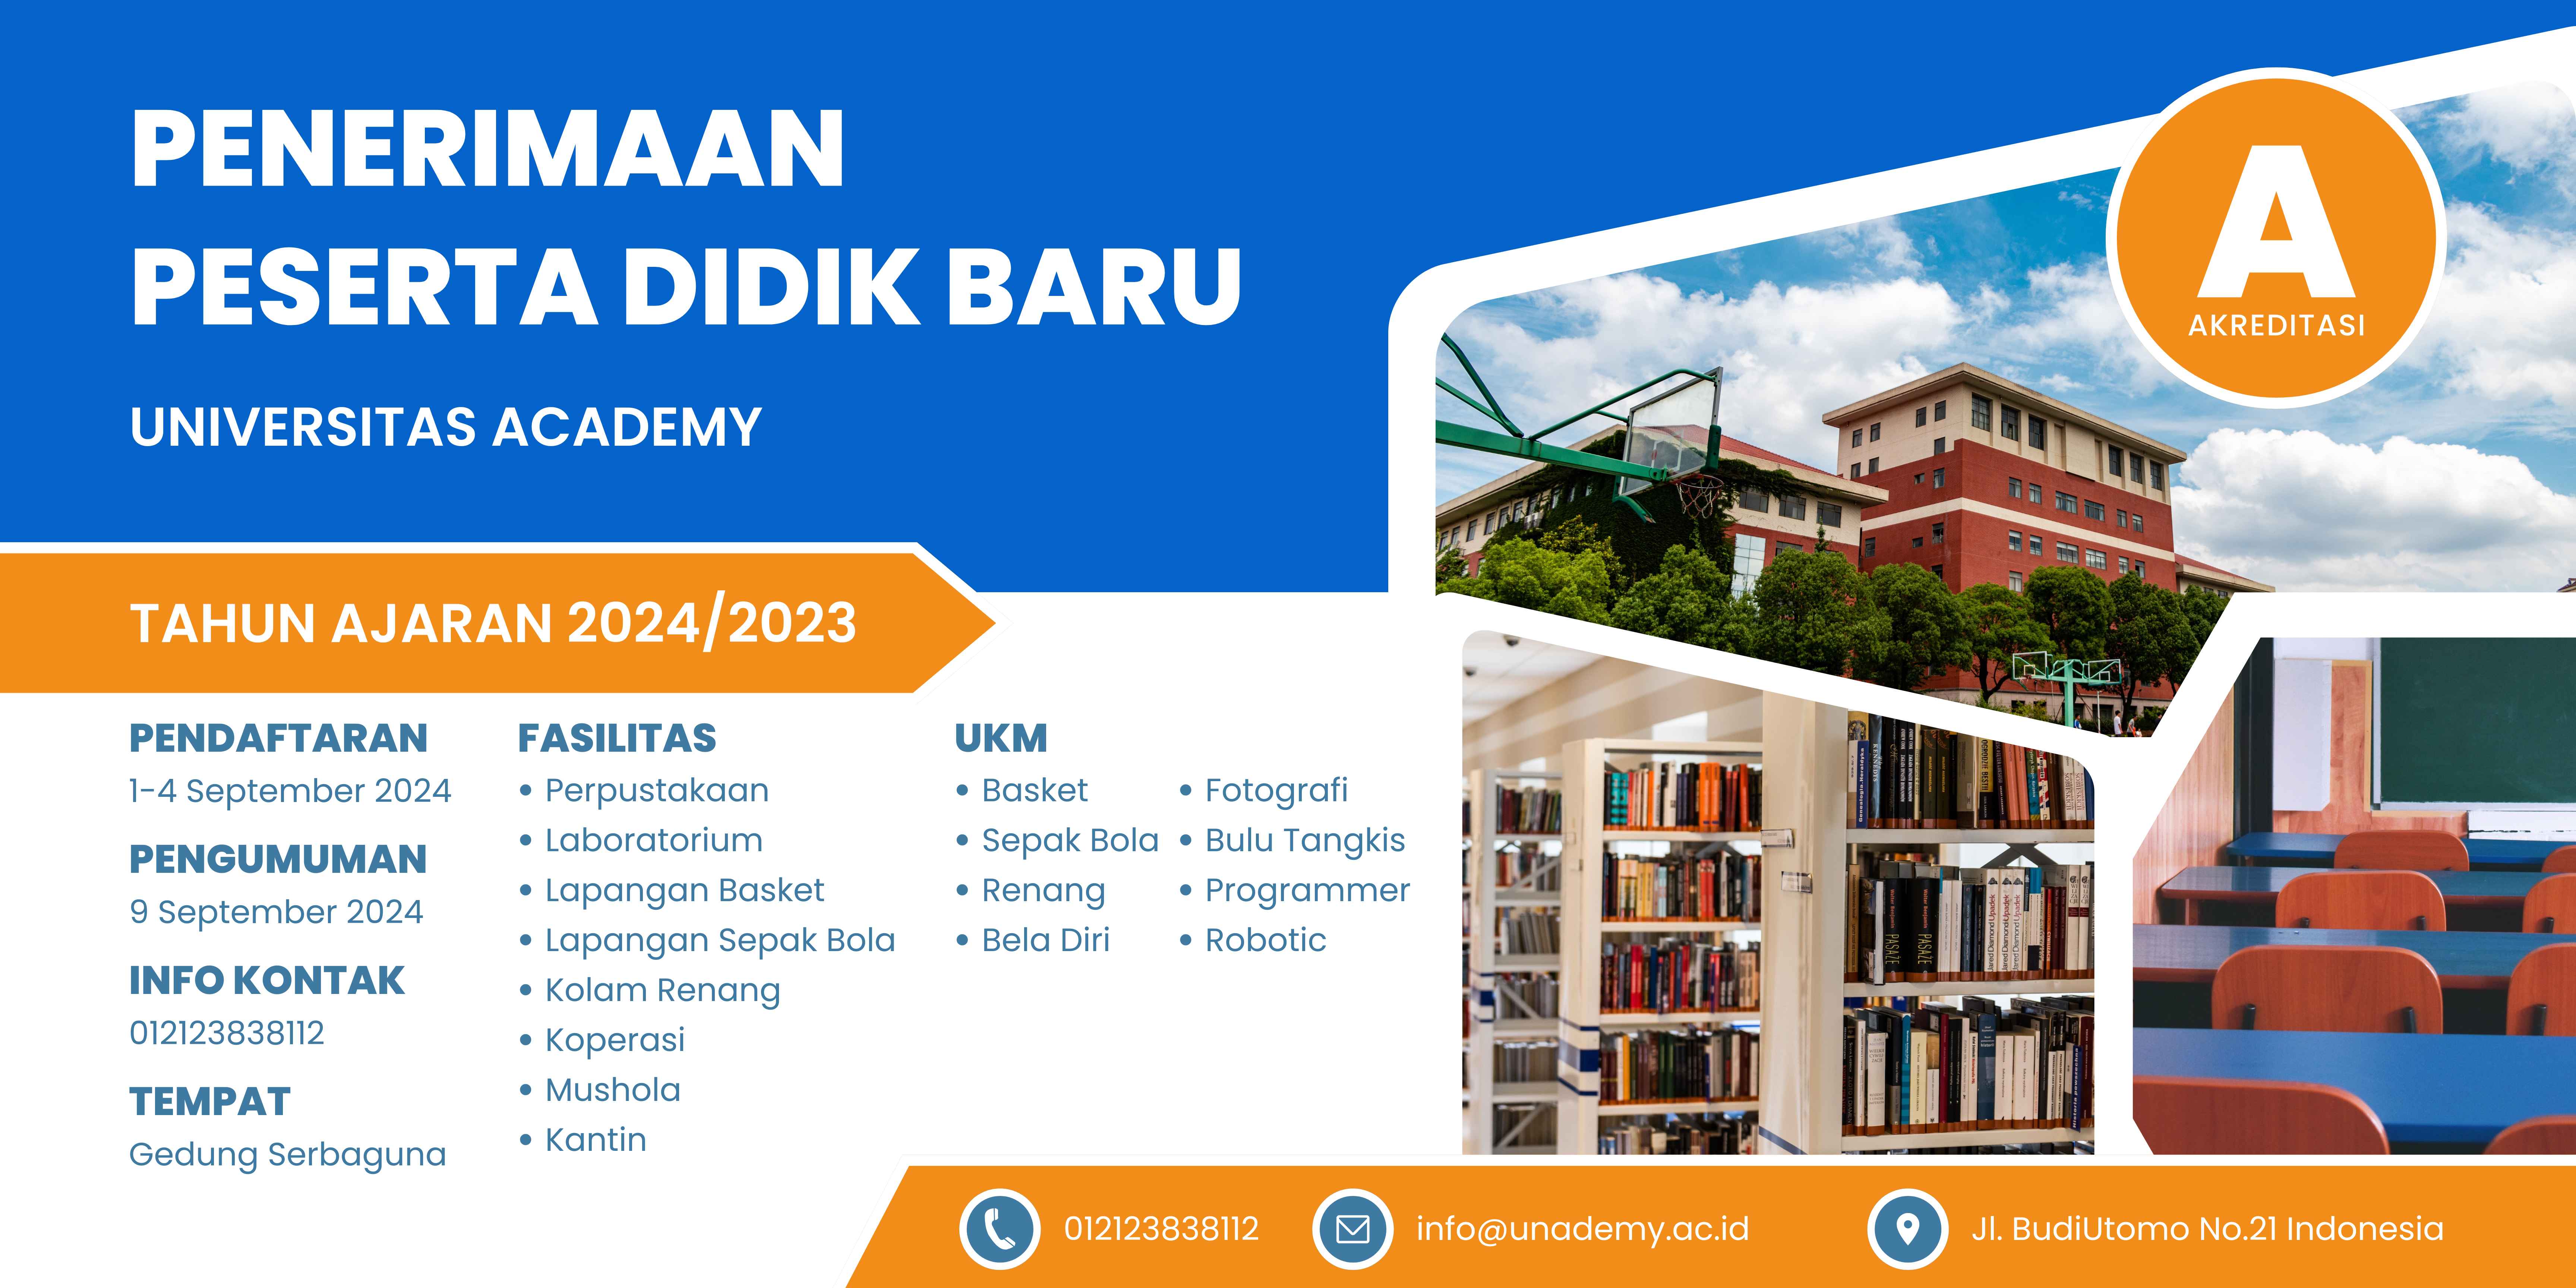 PENERIMAAN
PESERTA DIDIK BARU
UNIVERSITAS ACADEMY
A
AKREDITASI
TAHUN AJARAN 2024/2023
PENDAFTARAN
1-4 September 2024
PENGUMUMAN
9 September 2024
INFO KONTAK
012123838112
TEMPAT
Gedung Serbaguna
FASILITAS
• Perpustakaan
• Laboratorium
• Lapangan Basket
• Lapangan Sepak Bola
• Kolam Renang
• Koperasi
• Mushola
• Kantin
UKM
• Basket
• Sepak Bola
• Renang
• Bela Diri
• Fotografi
• Bulu Tangkis
• Programmer
• Robotic
PASAŻE
PASAŻE
012123838112
info@unademy.ac.id
Jl. BudiUtomo No.21 Indonesia